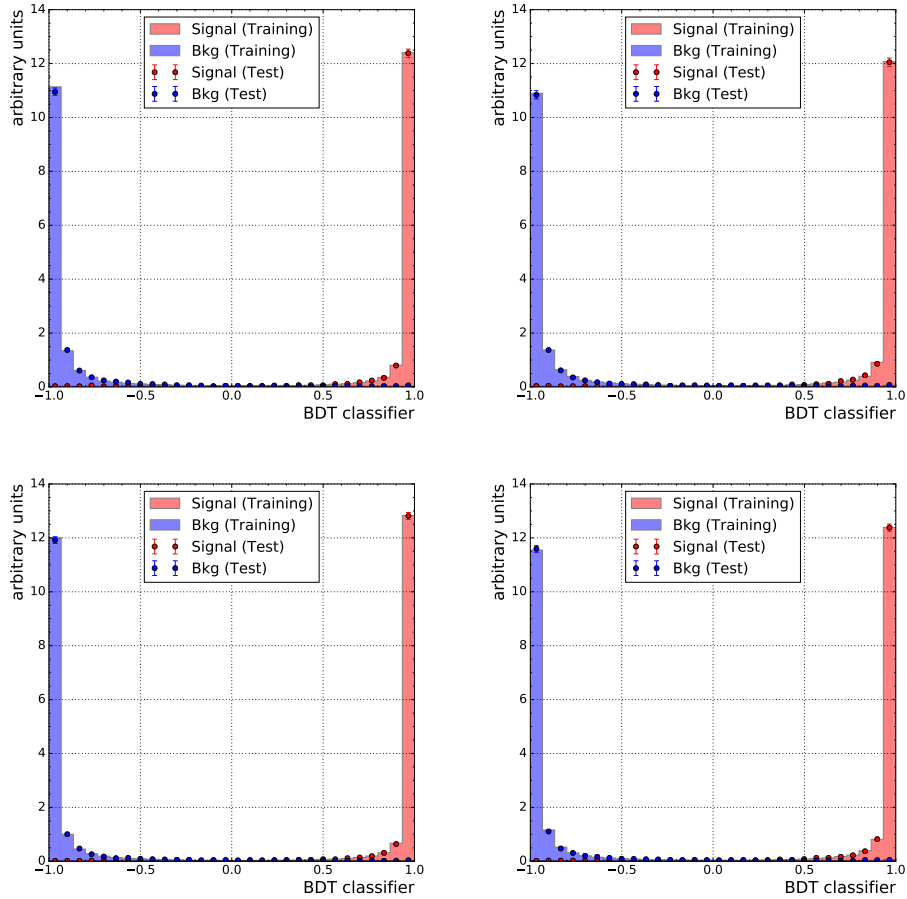 14
12
10
8
6
4
2
0
arbitrary units
Signal (Training)
Bkg (Training)
Signal (Test)
Bkg (Test)
−1.0 −0.5 0.0 0.5 1.0
BDT classifier
14
12
10
8
6
4
2
0
arbitrary units
Signal (Training)
Bkg (Training)
Signal (Test)
Bkg (Test)
−1.0 −0.5 0.0 0.5 1.0
BDT classifier
14
12
10
8
6
4
2
0
arbitrary units
Signal (Training)
Bkg (Training)
Signal (Test)
Bkg (Test)
−1.0 −0.5 0.0 0.5 1.0
BDT classifier
14
12
10
8
6
4
2
0
arbitrary units
Signal (Training)
Bkg (Training)
Signal (Test)
Bkg (Test)
−1.0 −0.5 0.0 0.5 1.0
BDT classifier